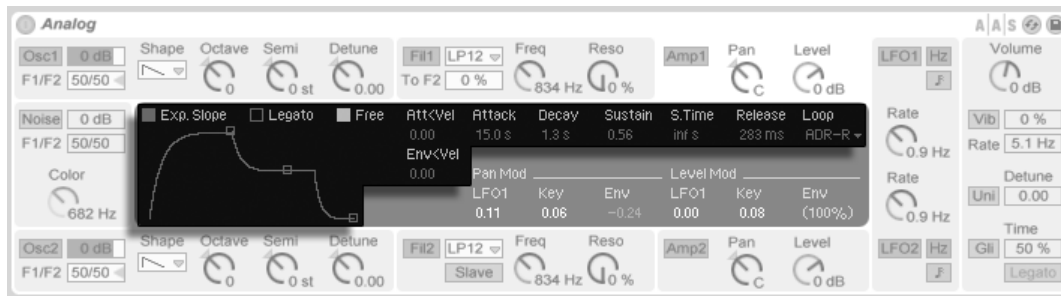 Analog A|A|S
Osc1 0 dB Shape Octave Semi Detune Fil1 LP12 Freq Reso Amp1 Pan Level LFO1 Hz Volume
F1/F2 50/50 0 0 st 0.00 To F2 0 % 834 Hz 0 % C 0 dB 0 dB
Noise 0 dB Exp. Slope Legato Free Att<Vel Attack Decay Sustain S.Time Release Loop Rate Vib 0 %
F1/F2 50/50 0.00 15.0 s 1.3 s 0.56 inf s 283 ms ADR-R 0.9 Hz Rate 5.1 Hz
Env<Vel
Color 0.00 Pan Mod Level Mod Rate Detune
LFO1 Key Env LFO1 Key Env Uni 0.00
682 Hz 0.11 0.06 -0.24 0.00 0.08 (100%) 0.9 Hz
Time
Osc2 0 dB Shape Octave Semi Detune Fil2 LP12 Freq Reso Amp2 Pan Level LFO2 Hz Gli 50 %
F1/F2 50/50 0 0 st 0.00 Slave 834 Hz 0 % C 0 dB Legato